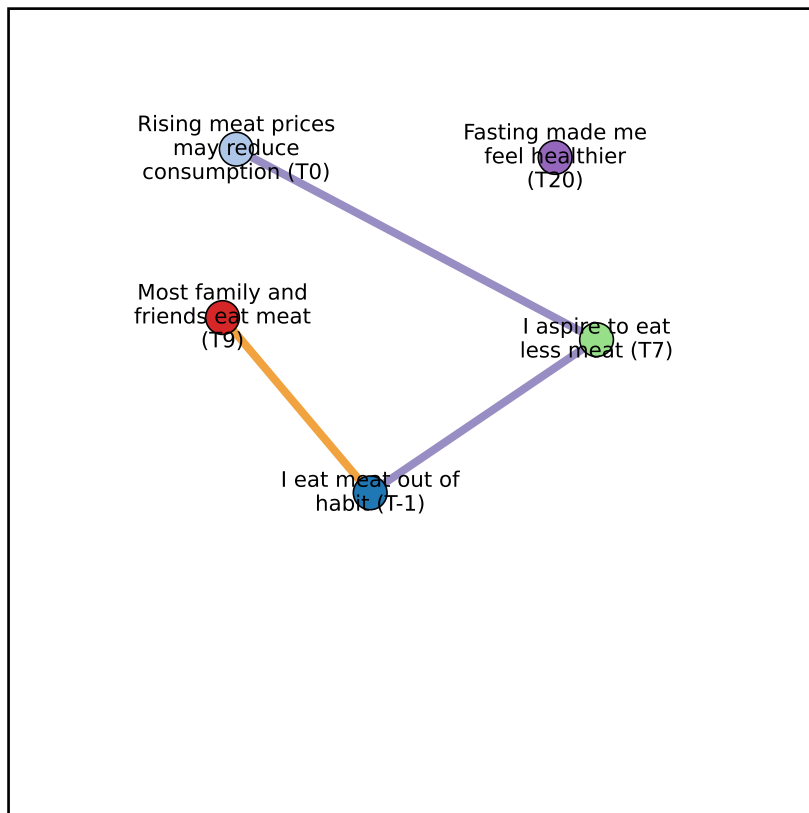 Rising meat prices
may reduce
consumption (T0)
Fasting made me
feel healthier
(T20)
Most family and
friends eat meat
(T9)
I aspire to eat
less meat (T7)
I eat meat out of
habit (T-1)